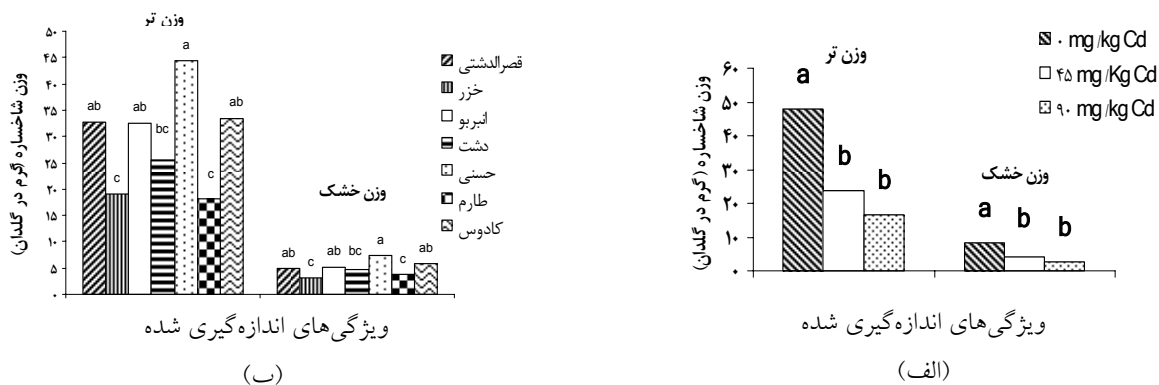 ۰ mg/kg Cd
۴۵ mg/Kg Cd
۹۰ mg/kg Cd
وزن تر
وزن خشک
وزن شاخساره (گرم در گلدان)
۶۰
۵۰
۴۰
۳۰
۲۰
۱۰
۰
a
b
b
a
b
b
ویژگی‌های اندازه‌گیری شده
(الف)
وزن تر
وزن خشک
وزن شاخساره (گرم در گلدان)
۵۰
۴۵
۴۰
۳۵
۳۰
۲۵
۲۰
۱۵
۱۰
۵
۰
ab
c
ab
bc
a
c
ab
ab
c
ab
bc
a
c
ab
قصرالدشتی
خزر
انبربو
دشت
حسنی
طارم
کادوس
ویژگی‌های اندازه‌گیری شده
(ب)